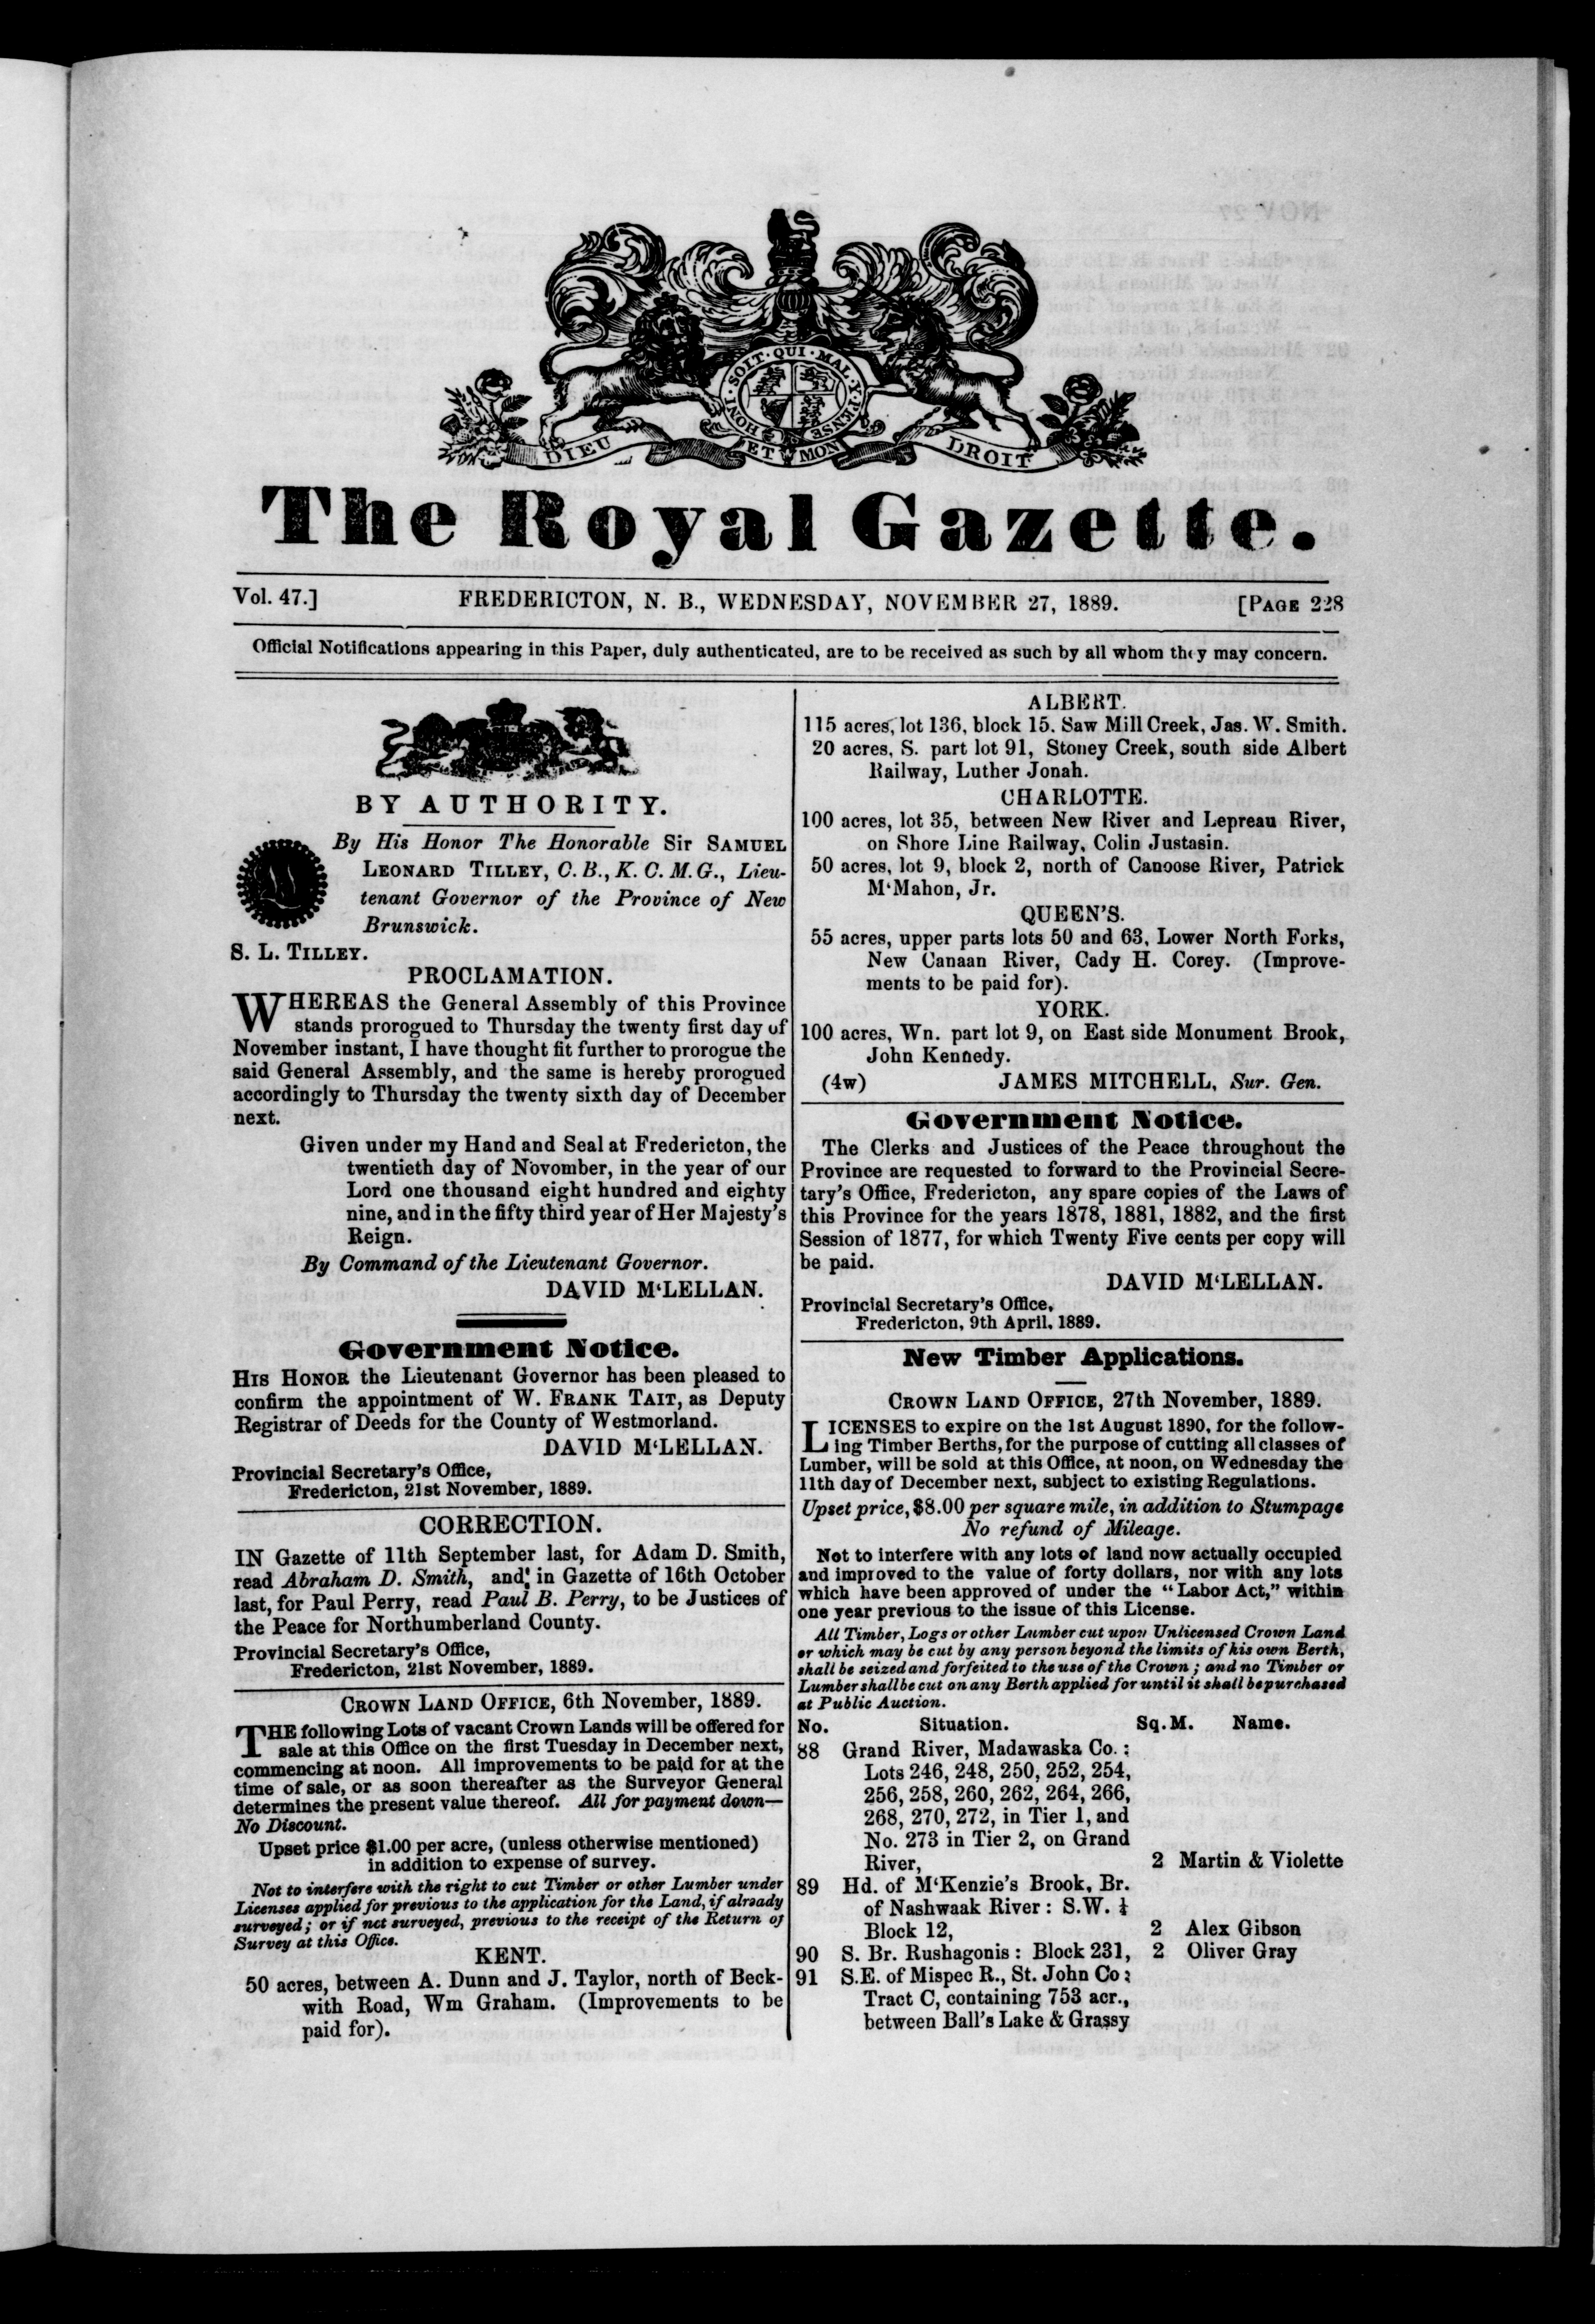 HONI · SOIT · QUI · MAL · Y · PENSE
DIEU ET MON DROIT
The Royal Gazette.
Vol. 47.] FREDERICTON, N. B., WEDNESDAY, NOVEMBER 27, 1889. [PAGE 228
Official Notifications appearing in this Paper, duly authenticated, are to be received as such by all whom they may concern.
BY AUTHORITY.
By His Honor The Honorable Sir SAMUEL
LEONARD TILLEY, C. B., K. C. M. G., Lieu-
tenant Governor of the Province of New
Brunswick.
S. L. TILLEY.
PROCLAMATION.
WHEREAS the General Assembly of this Province
stands prorogued to Thursday the twenty first day of
November instant, I have thought fit further to prorogue the
said General Assembly, and the same is hereby prorogued
accordingly to Thursday the twenty sixth day of December
next.
Given under my Hand and Seal at Fredericton, the
twentieth day of Novomber, in the year of our
Lord one thousand eight hundred and eighty
nine, and in the fifty third year of Her Majesty's
Reign.
By Command of the Lieutenant Governor.
DAVID M'LELLAN.
Government Notice.
HIS HONOR the Lieutenant Governor has been pleased to
confirm the appointment of W. FRANK TAIT, as Deputy
Registrar of Deeds for the County of Westmorland.
DAVID M'LELLAN.
Provincial Secretary's Office,
Fredericton, 21st November, 1889.
CORRECTION.
IN Gazette of 11th September last, for Adam D. Smith,
read Abraham D. Smith, and in Gazette of 16th October
last, for Paul Perry, read Paul B. Perry, to be Justices of
the Peace for Northumberland County.
Provincial Secretary's Office,
Fredericton, 21st November, 1889.
CROWN LAND OFFICE, 6th November, 1889.
THE following Lots of vacant Crown Lands will be offered for
sale at this Office on the first Tuesday in December next,
commencing at noon. All improvements to be paid for at the
time of sale, or as soon thereafter as the Surveyor General
determines the present value thereof. All for payment down—
No Discount.
Upset price $1.00 per acre, (unless otherwise mentioned)
in addition to expense of survey.
Not to interfere with the right to cut Timber or other Lumber under
Licenses applied for previous to the application for the Land, if already
surveyed; or if not surveyed, previous to the receipt of the Return of
Survey at this Office.
KENT.
50 acres, between A. Dunn and J. Taylor, north of Beck-
with Road, Wm Graham. (Improvements to be
paid for).
ALBERT.
115 acres, lot 136, block 15. Saw Mill Creek, Jas. W. Smith.
20 acres, S. part lot 91, Stoney Creek, south side Albert
Railway, Luther Jonah.
CHARLOTTE.
100 acres, lot 35, between New River and Lepreau River,
on Shore Line Railway, Colin Justasin.
50 acres, lot 9, block 2, north of Canoose River, Patrick
M'Mahon, Jr.
QUEEN'S.
55 acres, upper parts lots 50 and 63, Lower North Forks,
New Canaan River, Cady H. Corey. (Improve-
ments to be paid for).
YORK.
100 acres, Wn. part lot 9, on East side Monument Brook,
John Kennedy.
(4w) JAMES MITCHELL, Sur. Gen.
Government Notice.
The Clerks and Justices of the Peace throughout the
Province are requested to forward to the Provincial Secre-
tary's Office, Fredericton, any spare copies of the Laws of
this Province for the years 1878, 1881, 1882, and the first
Session of 1877, for which Twenty Five cents per copy will
be paid.
DAVID M'LELLAN.
Provincial Secretary's Office,
Fredericton, 9th April, 1889.
New Timber Applications.
CROWN LAND OFFICE, 27th November, 1889.
LICENSES to expire on the 1st August 1890, for the follow-
ing Timber Berths, for the purpose of cutting all classes of
Lumber, will be sold at this Office, at noon, on Wednesday the
11th day of December next, subject to existing Regulations.
Upset price, $8.00 per square mile, in addition to Stumpage
No refund of Mileage.
Not to interfere with any lots of land now actually occupied
and improved to the value of forty dollars, nor with any lots
which have been approved of under the "Labor Act," within
one year previous to the issue of this License.
All Timber, Logs or other Lumber cut upon Unlicensed Crown Land
or which may be cut by any person beyond the limits of his own Berth,
shall be seized and forfeited to the use of the Crown; and no Timber or
Lumber shall be cut on any Berth applied for until it shall be purchased
at Public Auction.
No. Situation. Sq. M. Name.
88 Grand River, Madawaska Co.:
Lots 246, 248, 250, 252, 254,
256, 258, 260, 262, 264, 266,
268, 270, 272, in Tier 1, and
No. 273 in Tier 2, on Grand
River, 2 Martin & Violette
89 Hd. of M'Kenzie's Brook, Br.
of Nashwaak River: S.W. ¼
Block 12, 2 Alex Gibson
90 S. Br. Rushagonis: Block 231, 2 Oliver Gray
91 S.E. of Mispec R., St. John Co:
Tract C, containing 753 acr.,
between Ball's Lake & Grassy